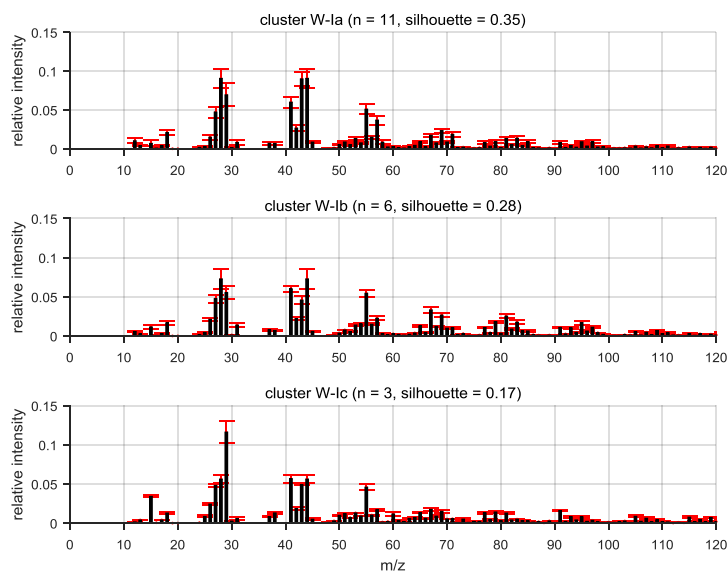 cluster W-Ia (n = 11, silhouette = 0.35)
0.15
0.1
0.05
0
relative intensity
0 10 20 30 40 50 60 70 80 90 100 110 120
cluster W-Ib (n = 6, silhouette = 0.28)
0.15
0.1
0.05
0
relative intensity
0 10 20 30 40 50 60 70 80 90 100 110 120
cluster W-Ic (n = 3, silhouette = 0.17)
0.15
0.1
0.05
0
relative intensity
0 10 20 30 40 50 60 70 80 90 100 110 120
m/z